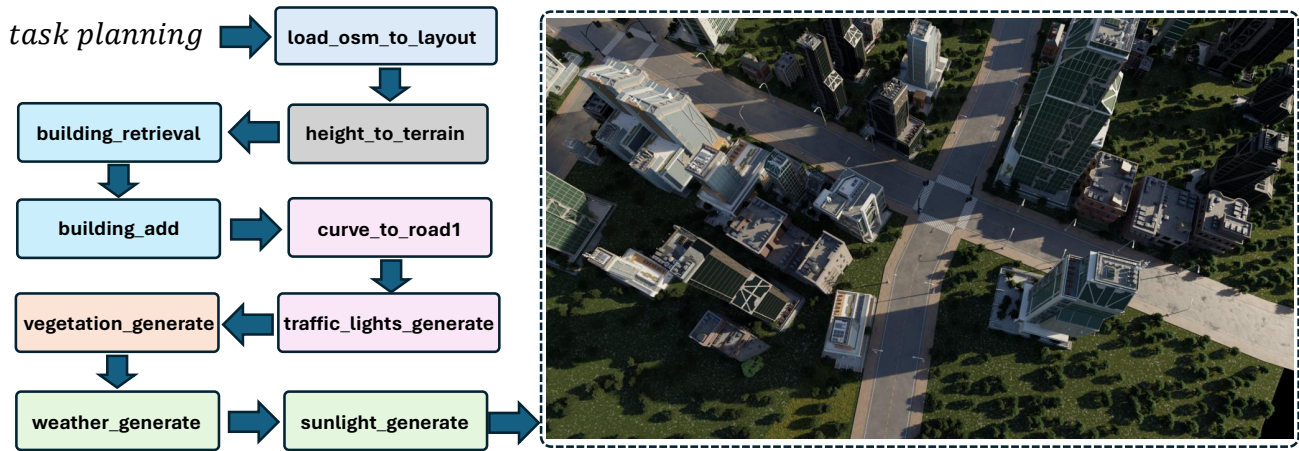 task planning
load_osm_to_layout
building_retrieval
height_to_terrain
building_add
curve_to_road1
vegetation_generate
traffic_lights_generate
weather_generate
sunlight_generate